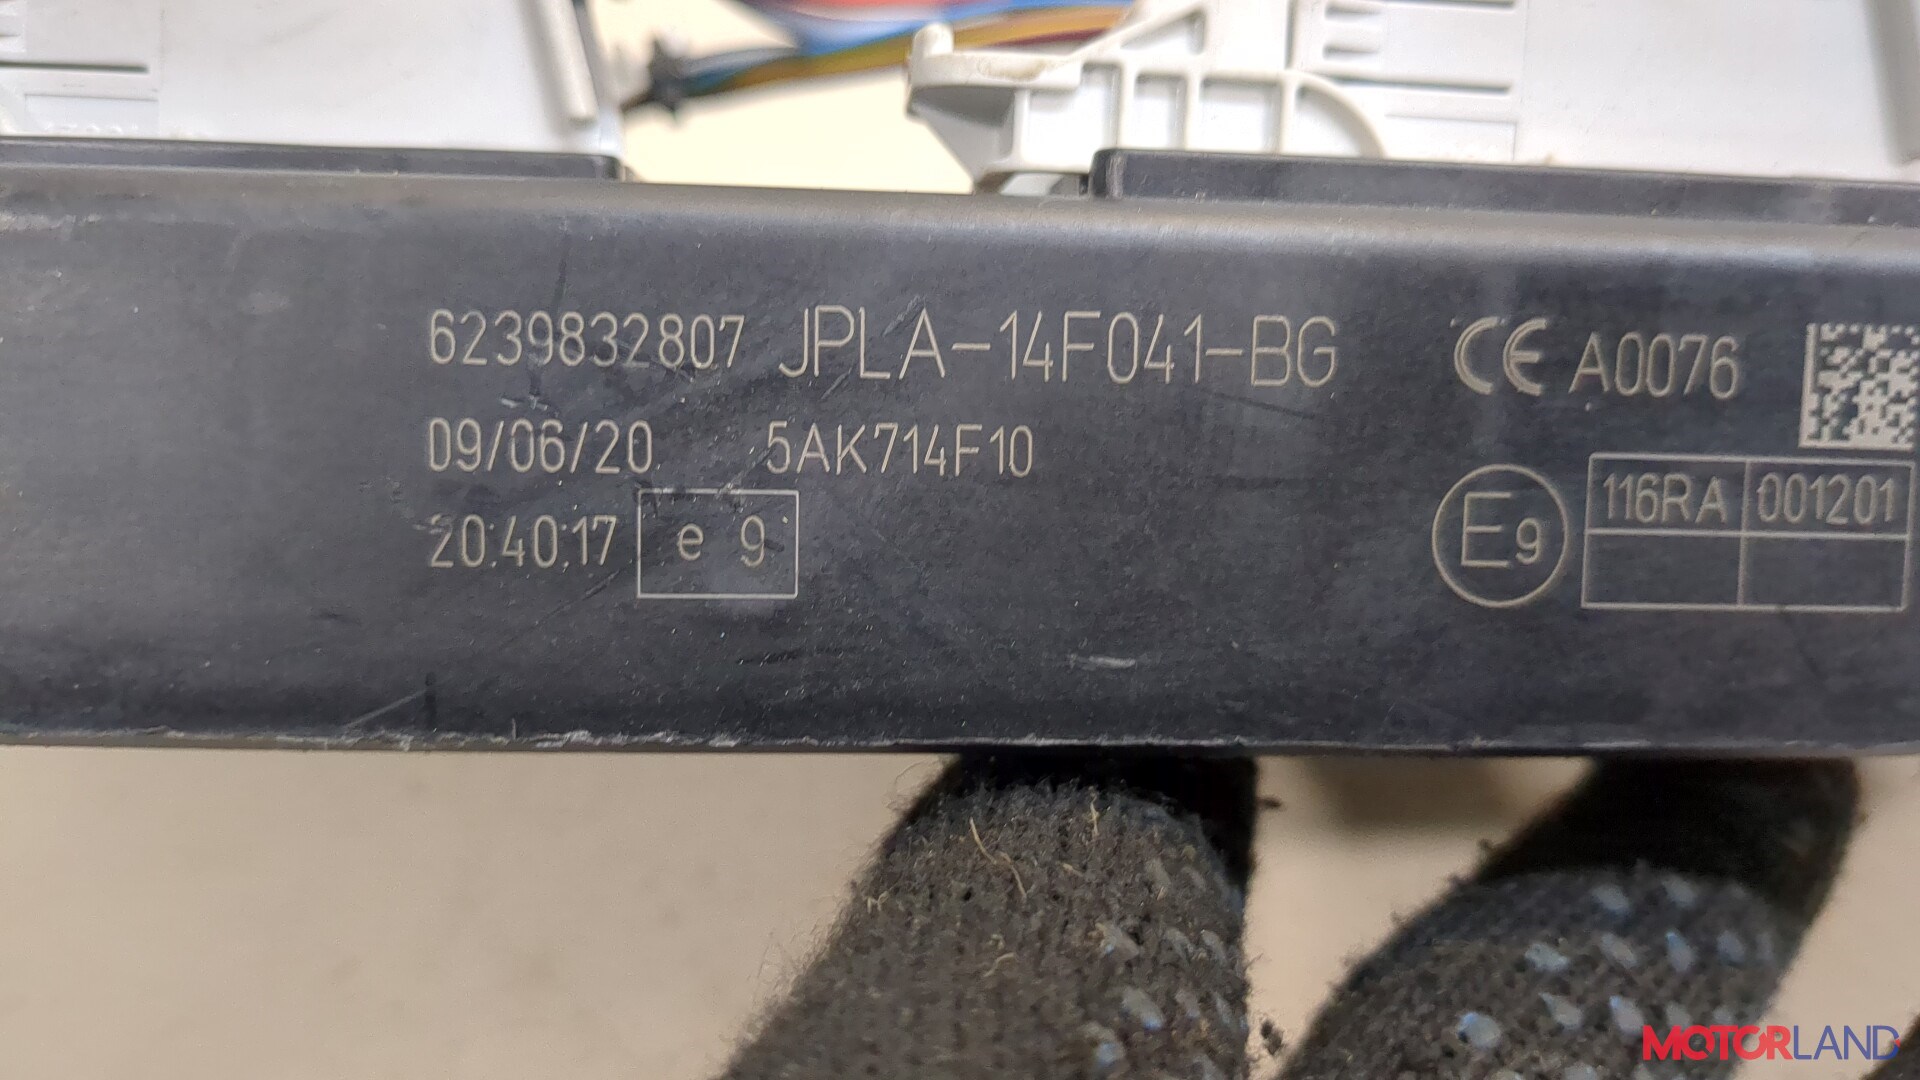 6239832807 JPLA-14F041-BG
09/06/20 5AK714F10
20:40:17 e 9
CE A0076
E9 116RA 001201
MOTORLAND